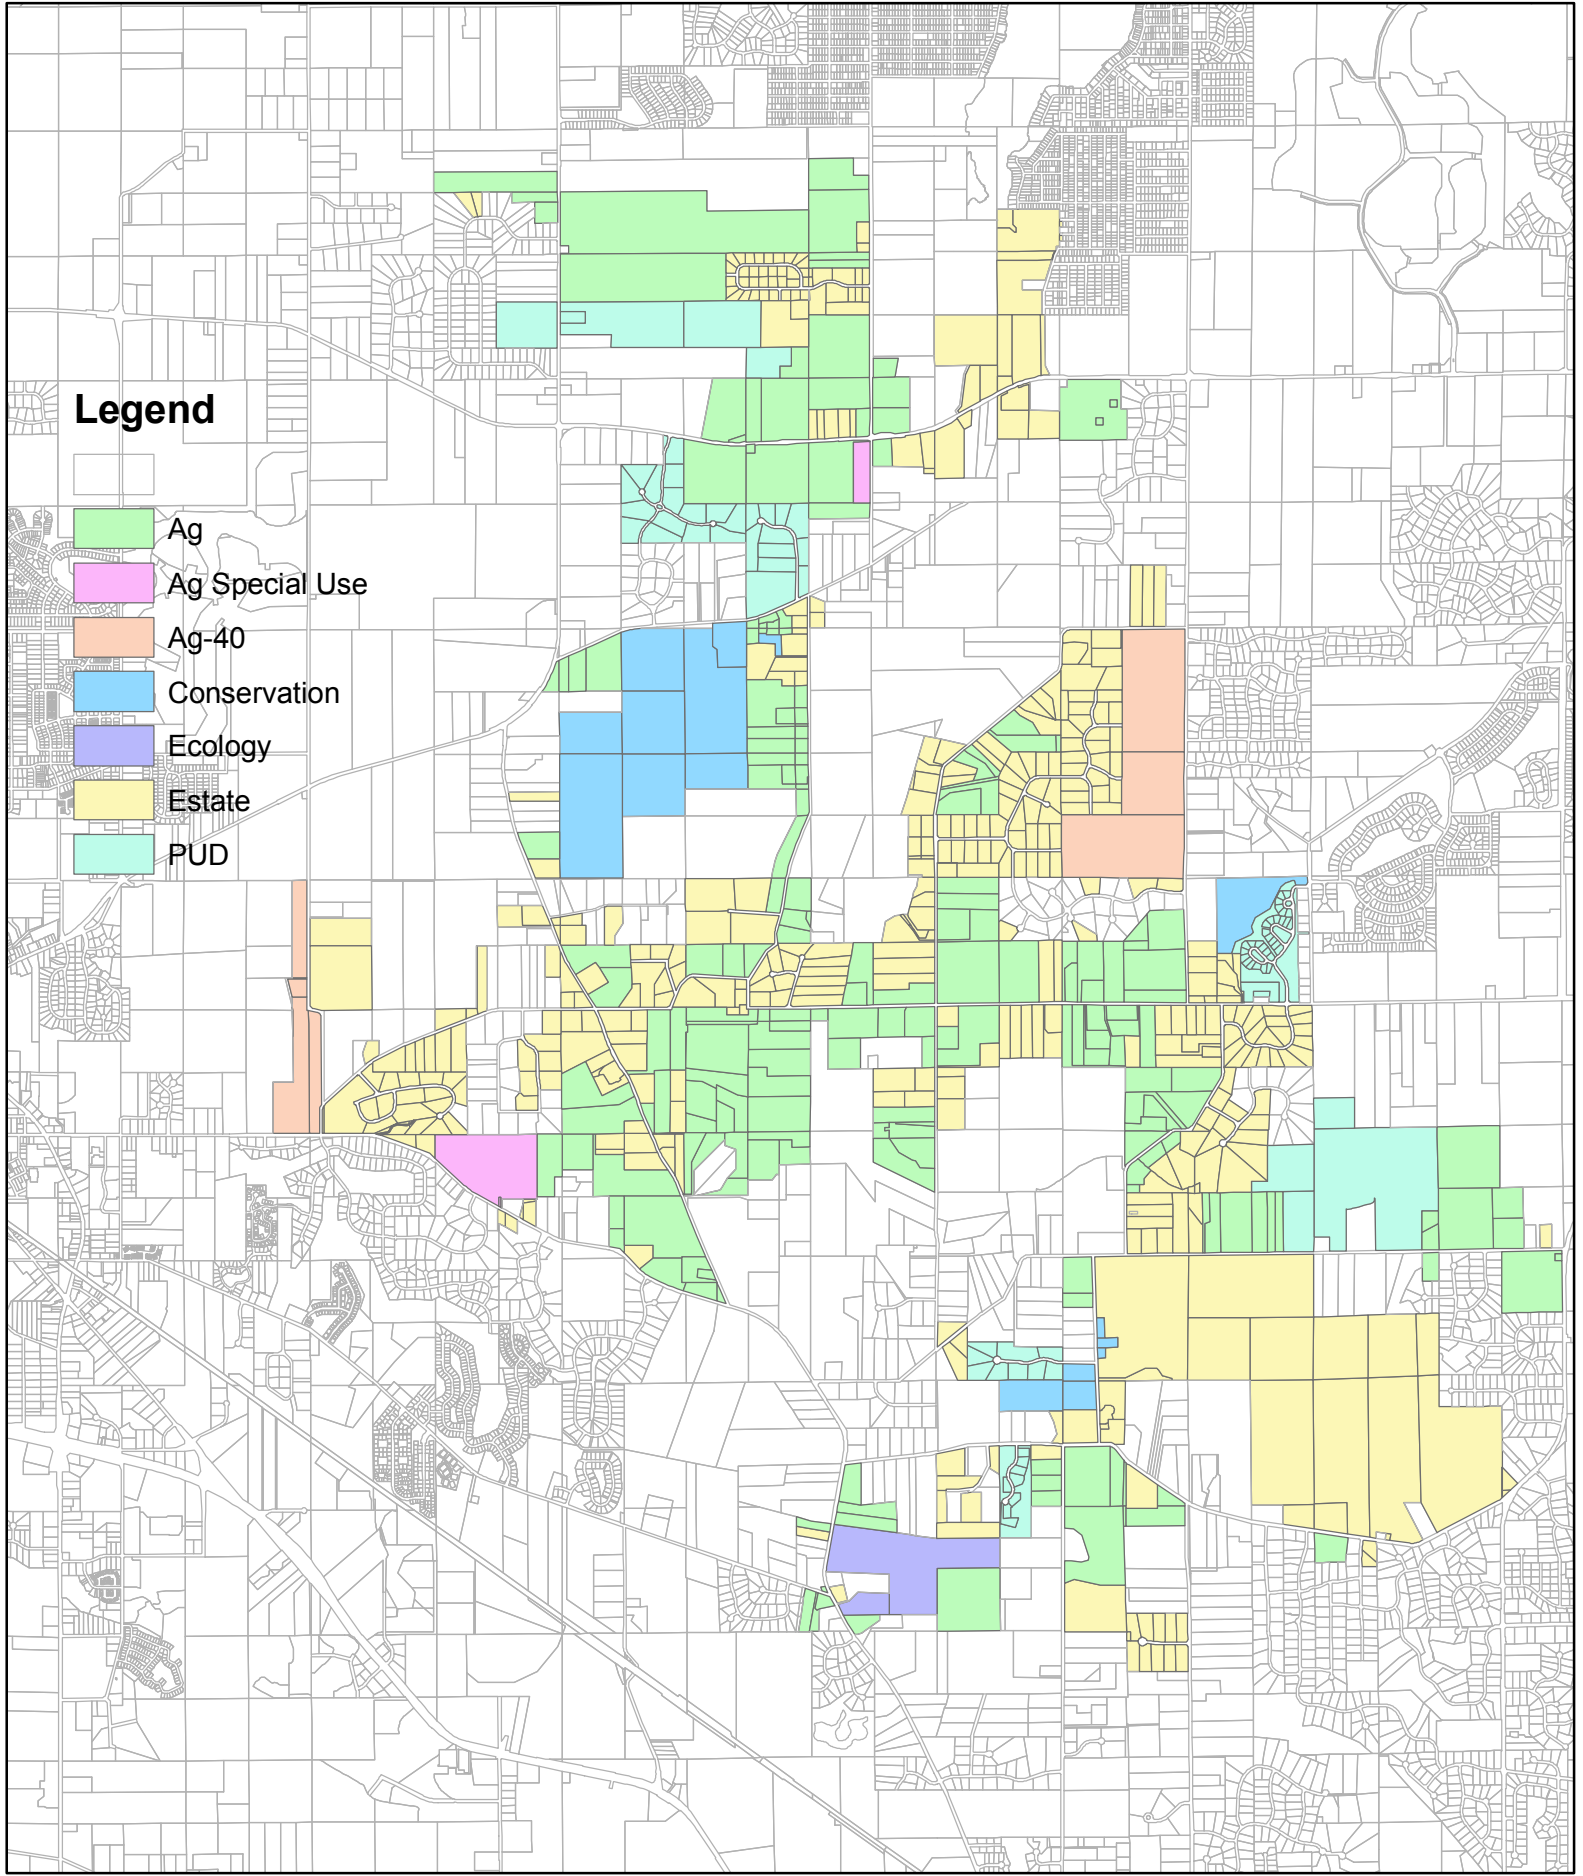 Legend
Ag
Ag Special Use
Ag-40
Conservation
Ecology
Estate
PUD